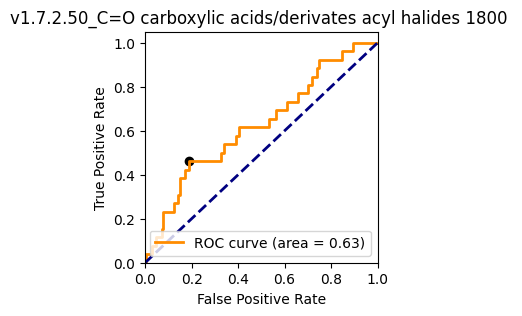 v1.7.2.50_C=O carboxylic acids/derivates acyl halides 1800
1.0
0.8
0.6
0.4
0.2
0.0
True Positive Rate
ROC curve (area = 0.63)
0.0 0.2 0.4 0.6 0.8 1.0
False Positive Rate